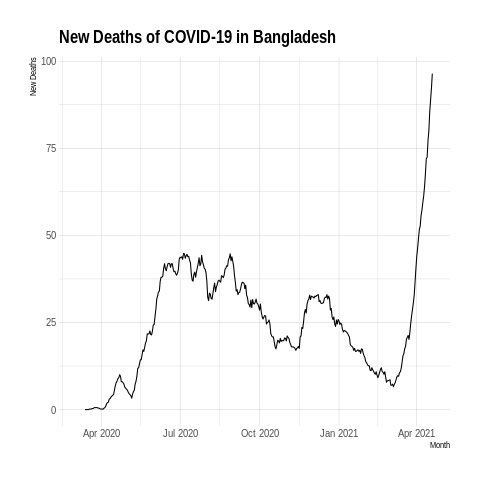 New Deaths of COVID-19 in Bangladesh
New Deaths
100
75
50
25
0
Apr 2020 Jul 2020 Oct 2020 Jan 2021 Apr 2021
Month